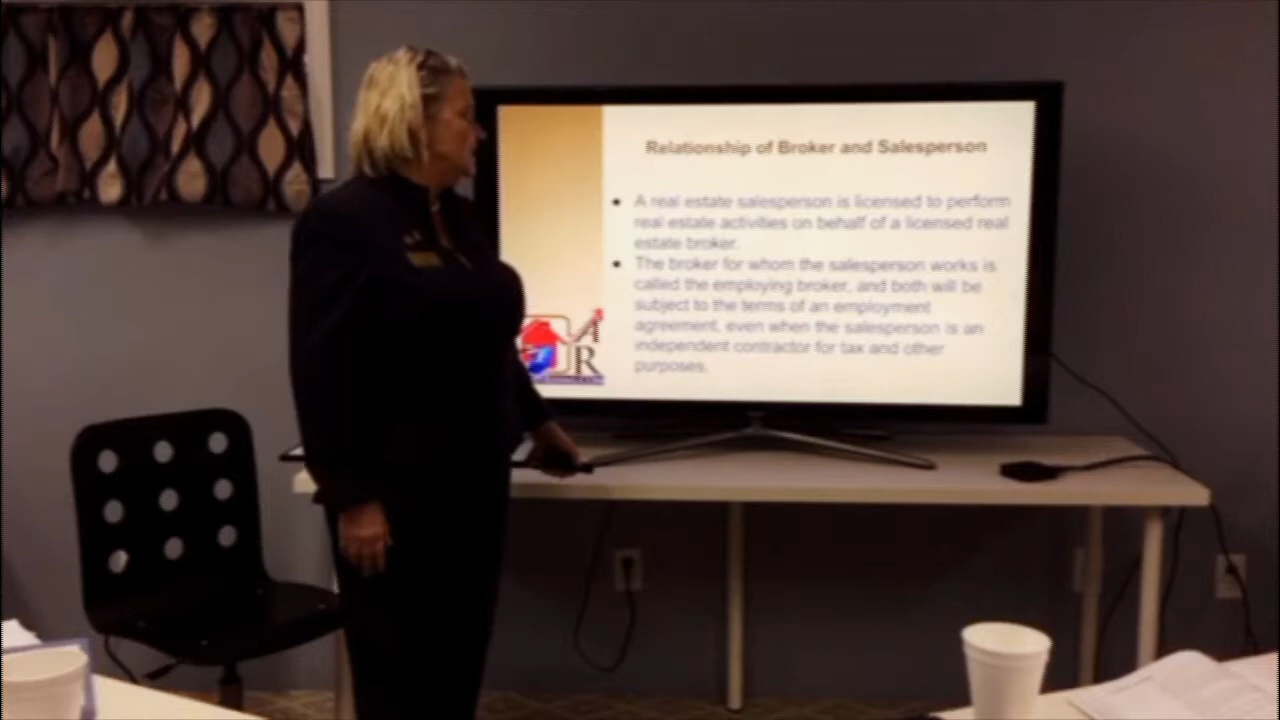 Relationship of Broker and Salesperson
• A real estate salesperson is licensed to perform
real estate activities on behalf of a licensed real
estate broker.
• The broker for whom the salesperson works is
called the employing broker, and both will be
subject to the terms of an employment
agreement, even when the salesperson is an
independent contractor for tax and other
purposes.
A
R